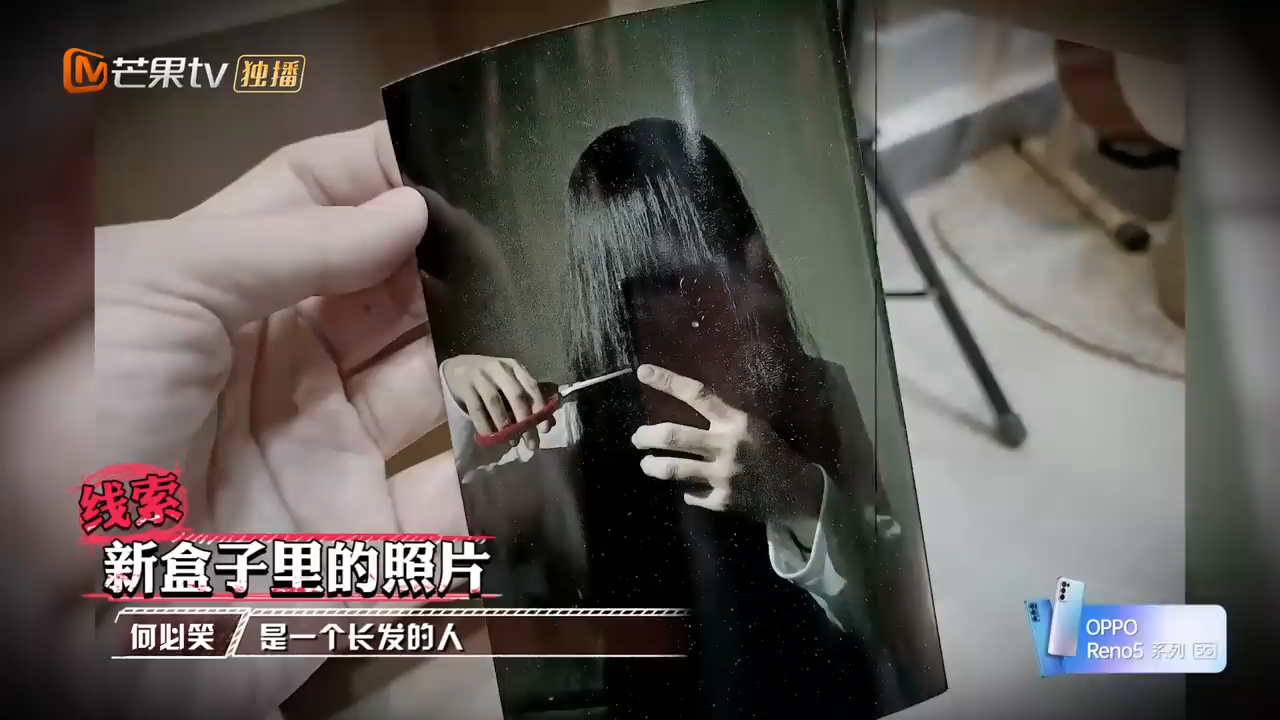 芒果tv 独播
线索
新盒子里的照片
何必笑 是一个长发的人
OPPO
Reno5 系列 5G